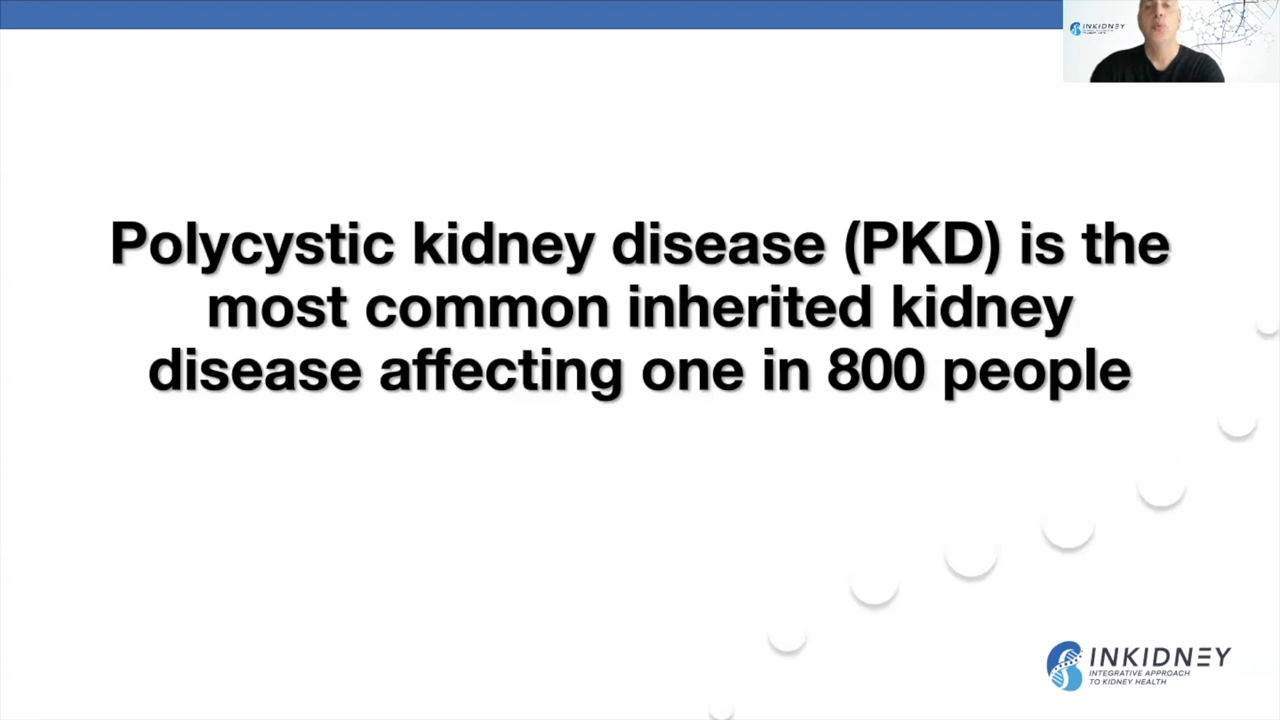 INKIDNEY
Polycystic kidney disease (PKD) is the
most common inherited kidney
disease affecting one in 800 people
INKIDNEY
INTEGRATIVE APPROACH
TO KIDNEY HEALTH